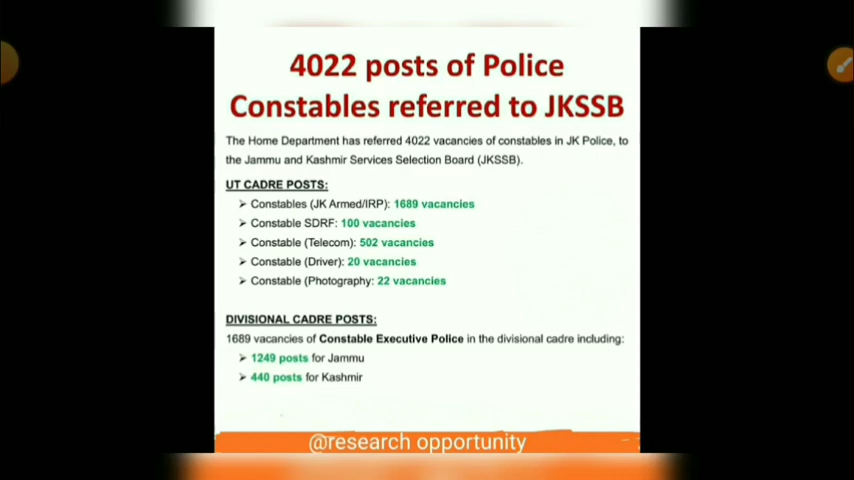 4022 posts of Police
Constables referred to JKSSB
The Home Department has referred 4022 vacancies of constables in JK Police, to
the Jammu and Kashmir Services Selection Board (JKSSB).
UT CADRE POSTS:
➢ Constables (JK Armed/IRP): 1689 vacancies
➢ Constable SDRF: 100 vacancies
➢ Constable (Telecom): 502 vacancies
➢ Constable (Driver): 20 vacancies
➢ Constable (Photography: 22 vacancies
DIVISIONAL CADRE POSTS:
1689 vacancies of Constable Executive Police in the divisional cadre including:
➢ 1249 posts for Jammu
➢ 440 posts for Kashmir
@research opportunity